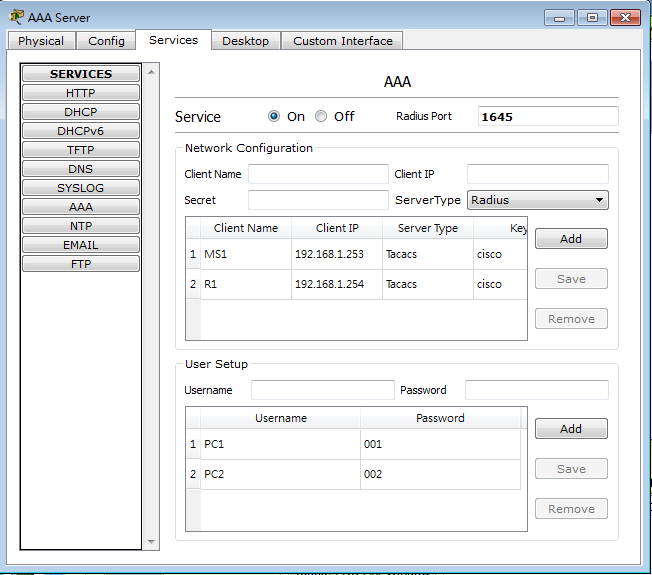 AAA Server
Physical Config Services Desktop Custom Interface
SERVICES
HTTP
DHCP
DHCPv6
TFTP
DNS
SYSLOG
AAA
NTP
EMAIL
FTP
AAA
Service On Off Radius Port 1645
Network Configuration
Client Name Client IP
Secret ServerType Radius
Client Name Client IP Server Type Key
1 MS1 192.168.1.253 Tacacs cisco
2 R1 192.168.1.254 Tacacs cisco
Add
Save
Remove
User Setup
Username Password
Username Password
1 PC1 001
2 PC2 002
Add
Save
Remove